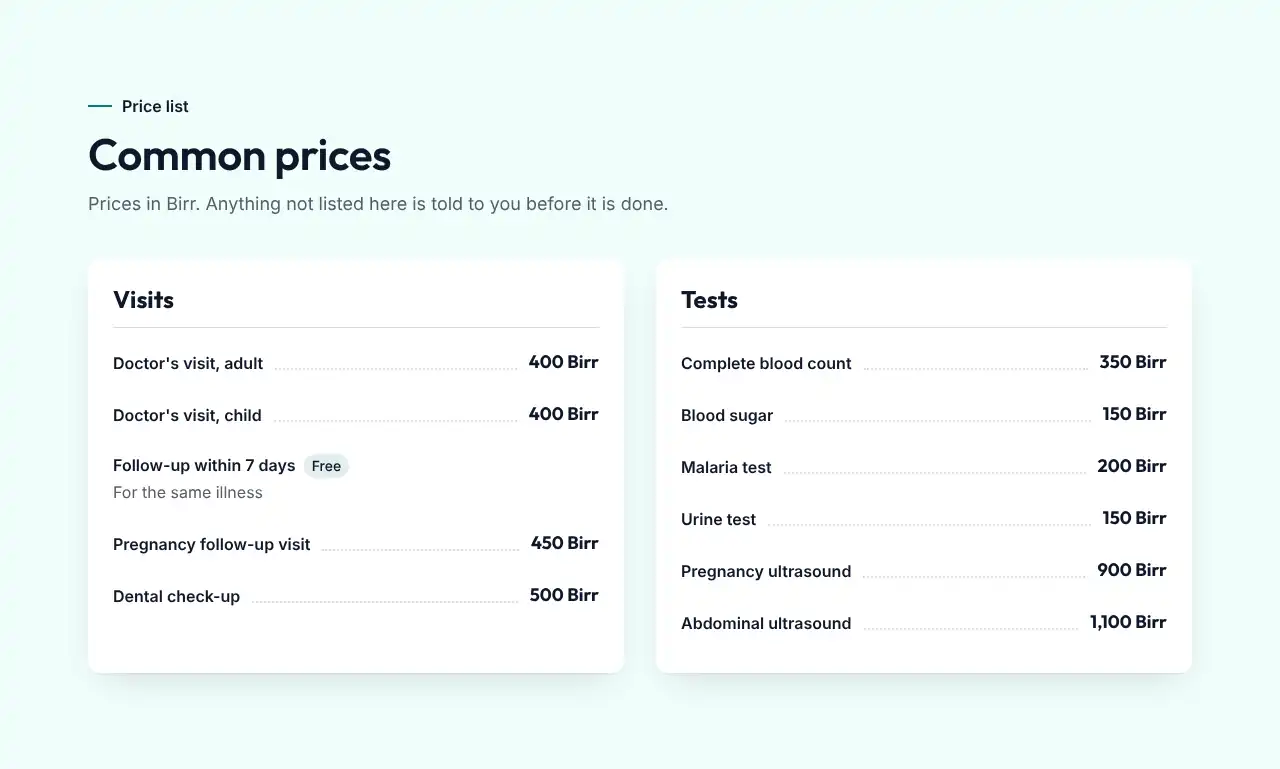 Price list
Common prices
Prices in Birr. Anything not listed here is told to you before it is done.
Visits
Doctor's visit, adult 400 Birr
Doctor's visit, child 400 Birr
Follow-up within 7 days Free
For the same illness
Pregnancy follow-up visit 450 Birr
Dental check-up 500 Birr
Tests
Complete blood count 350 Birr
Blood sugar 150 Birr
Malaria test 200 Birr
Urine test 150 Birr
Pregnancy ultrasound 900 Birr
Abdominal ultrasound 1,100 Birr